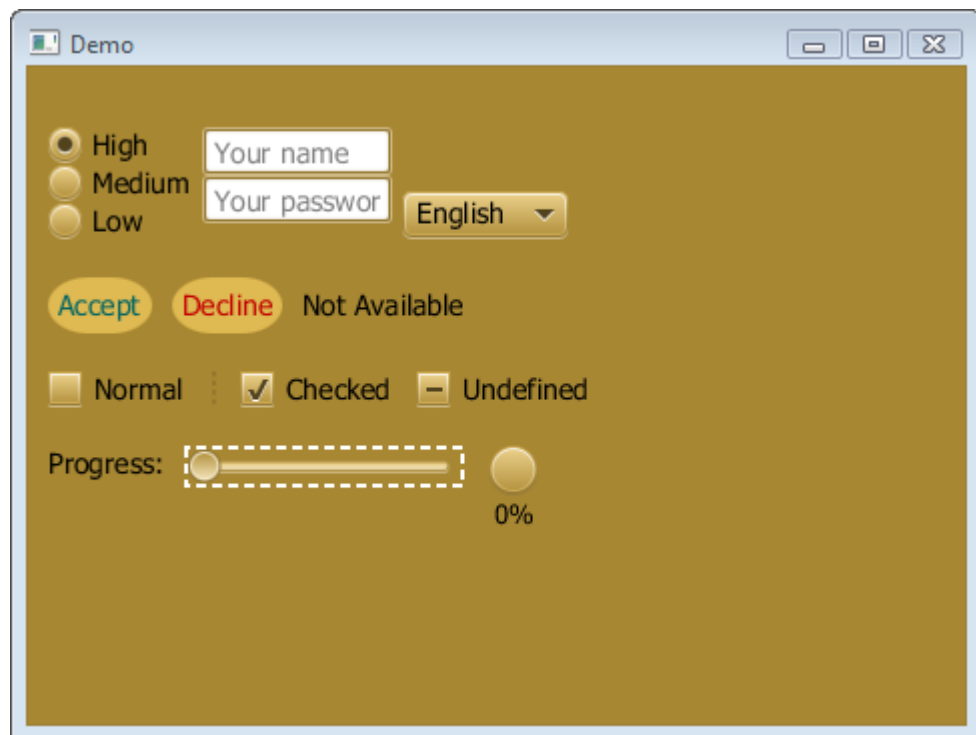 Demo
High
Medium
Low
Your name
Your passwor
English
Accept Decline Not Available
Normal Checked Undefined
Progress:
0%